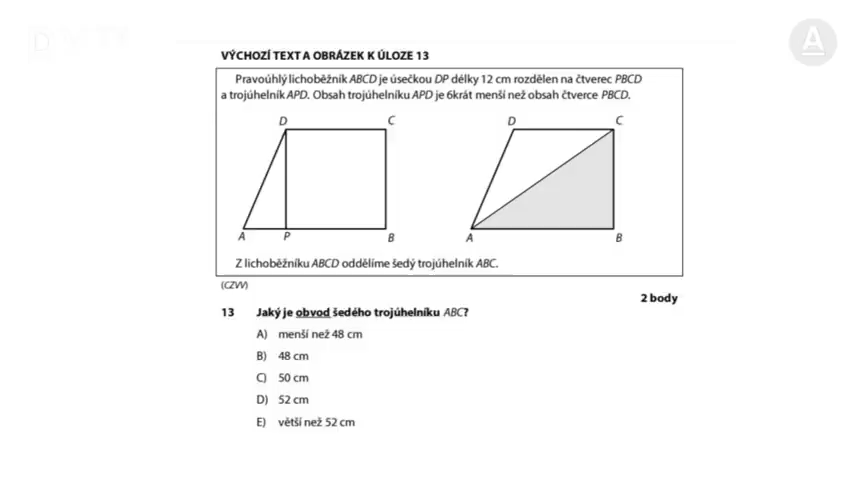 VÝCHOZÍ TEXT A OBRÁZEK K ÚLOZE 13
Pravoúhlý lichoběžník ABCD je úsečkou DP délky 12 cm rozdělen na čtverec PBCD
a trojúhelník APD. Obsah trojúhelníku APD je 6krát menší než obsah čtverce PBCD.
D C D C
A P B A B
Z lichoběžníku ABCD oddělíme šedý trojúhelník ABC.
(CZVV)
2 body
13 Jaký je obvod šedého trojúhelníku ABC?
A) menší než 48 cm
B) 48 cm
C) 50 cm
D) 52 cm
E) větší než 52 cm